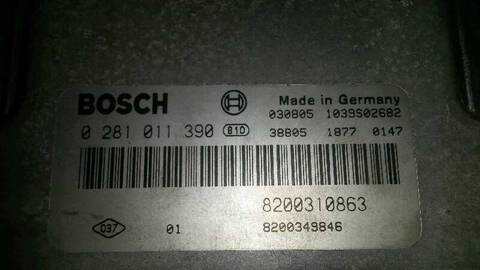 BOSCH Made in Germany
030805 1039S02682
0 281 011 390 810 38805 1877 0147
8200310863
037 01 8200349846